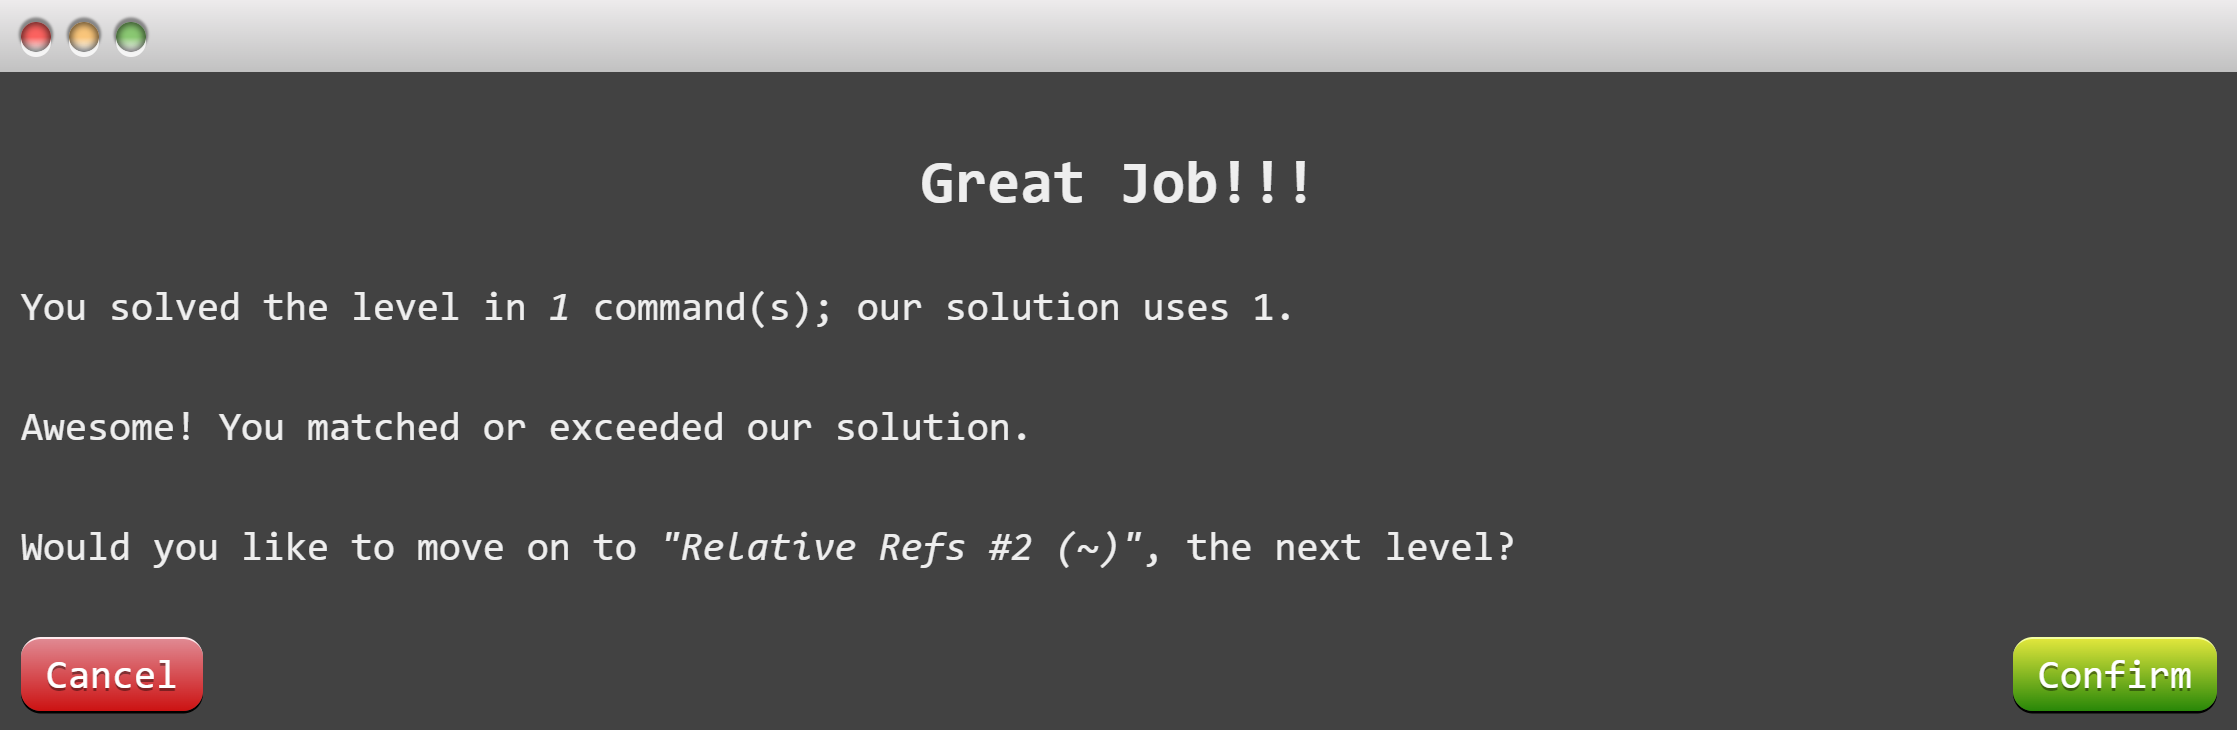 Great Job!!!
You solved the level in 1 command(s); our solution uses 1.
Awesome! You matched or exceeded our solution.
Would you like to move on to "Relative Refs #2 (~)", the next level?
Cancel
Confirm